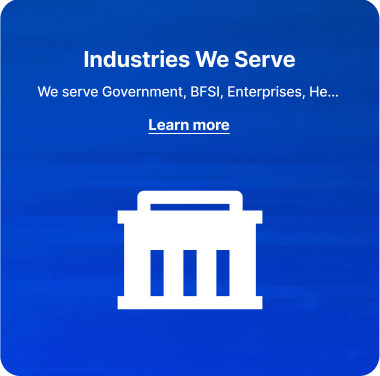 Industries We Serve
We serve Government, BFSI, Enterprises, He...
Learn more